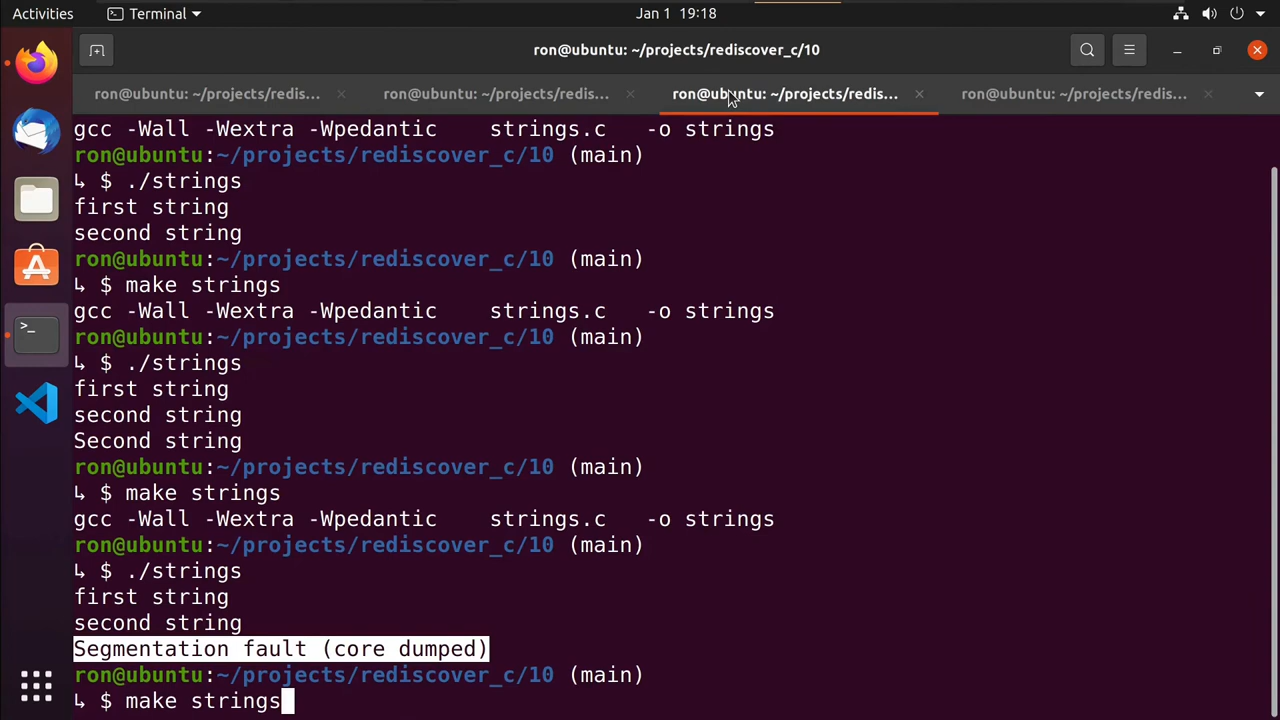 Activities
Terminal
Jan 1 19:18
ron@ubuntu: ~/projects/rediscover_c/10
ron@ubuntu: ~/projects/redis...
ron@ubuntu: ~/projects/redis...
ron@ubuntu: ~/projects/redis...
ron@ubuntu: ~/projects/redis...
gcc -Wall -Wextra -Wpedantic    strings.c   -o strings
ron@ubuntu:~/projects/rediscover_c/10 (main)
↳ $ ./strings
first string
second string
ron@ubuntu:~/projects/rediscover_c/10 (main)
↳ $ make strings
gcc -Wall -Wextra -Wpedantic    strings.c   -o strings
ron@ubuntu:~/projects/rediscover_c/10 (main)
↳ $ ./strings
first string
second string
Second string
ron@ubuntu:~/projects/rediscover_c/10 (main)
↳ $ make strings
gcc -Wall -Wextra -Wpedantic    strings.c   -o strings
ron@ubuntu:~/projects/rediscover_c/10 (main)
↳ $ ./strings
first string
second string
Segmentation fault (core dumped)
ron@ubuntu:~/projects/rediscover_c/10 (main)
↳ $ make strings